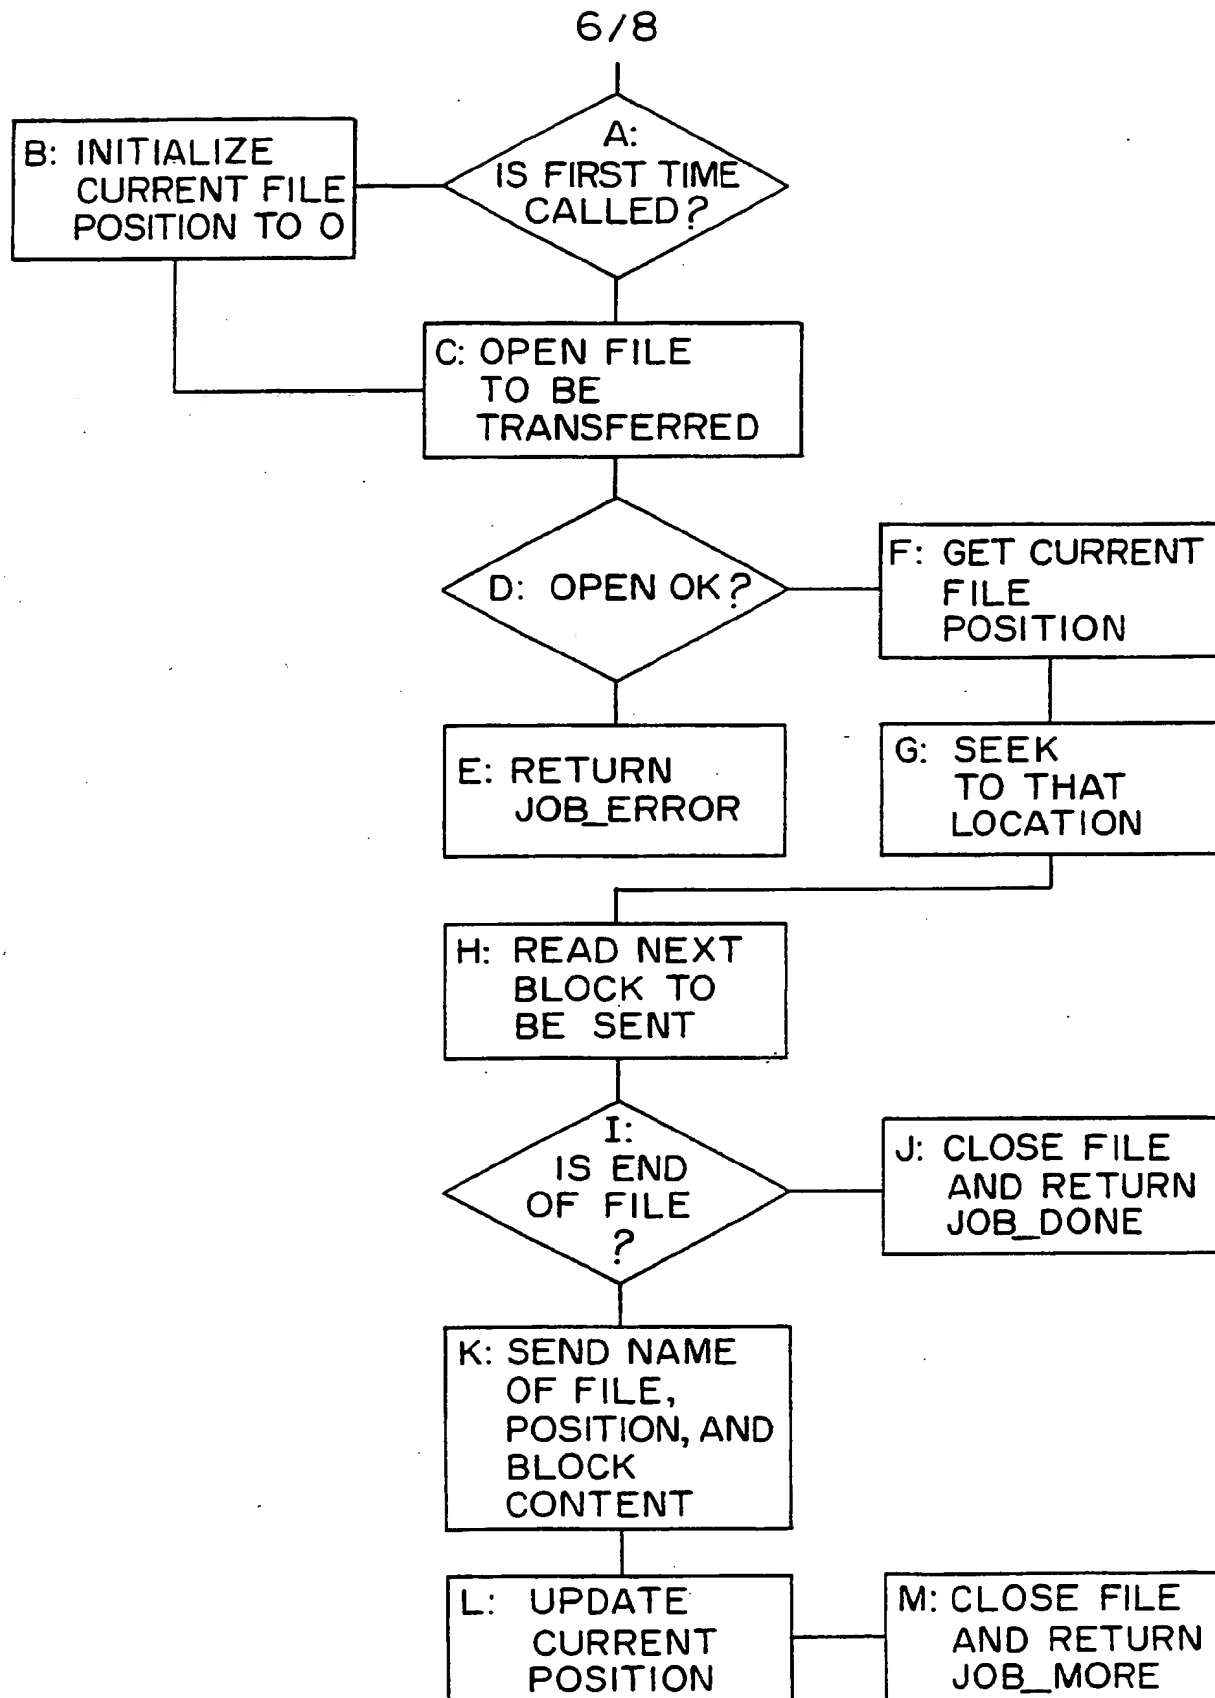 6/8
A:
IS FIRST TIME
CALLED?
B: INITIALIZE
CURRENT FILE
POSITION TO 0
C: OPEN FILE
TO BE
TRANSFERRED
D: OPEN OK?
E: RETURN
JOB_ERROR
F: GET CURRENT
FILE
POSITION
G: SEEK
TO THAT
LOCATION
H: READ NEXT
BLOCK TO
BE SENT
I:
IS END
OF FILE
?
J: CLOSE FILE
AND RETURN
JOB_DONE
K: SEND NAME
OF FILE,
POSITION, AND
BLOCK
CONTENT
L: UPDATE
CURRENT
POSITION
M: CLOSE FILE
AND RETURN
JOB_MORE